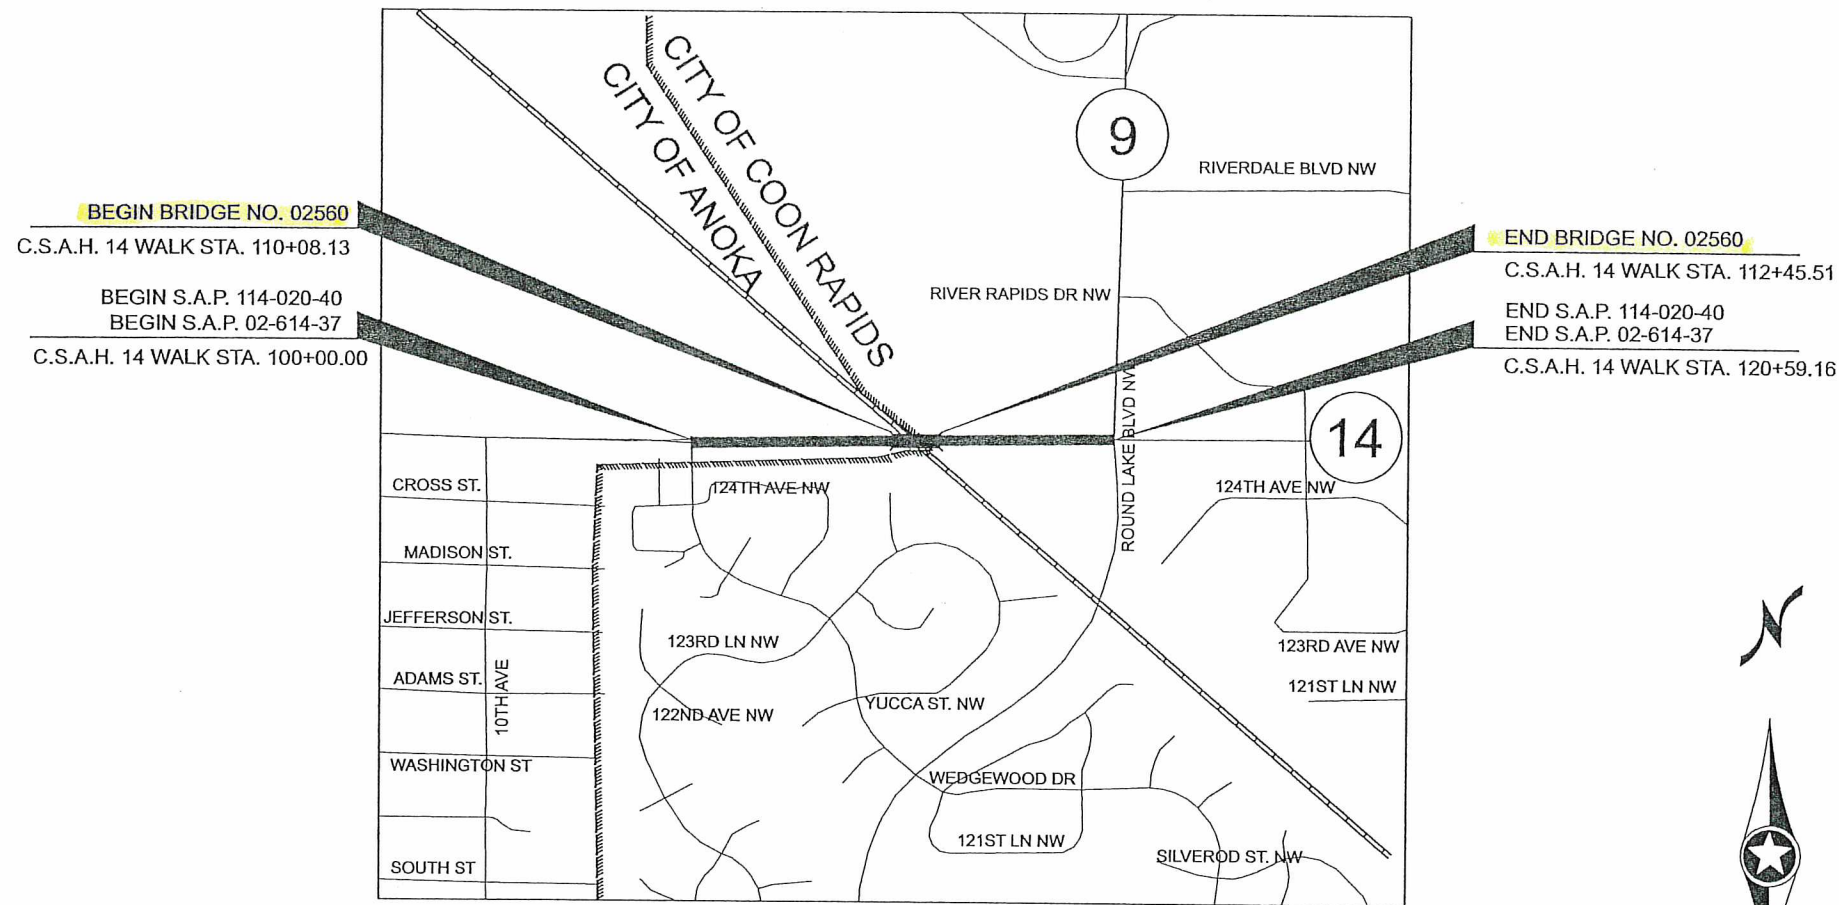 CITY OF COON RAPIDS
CITY OF ANOKA
9
RIVERDALE BLVD NW
BEGIN BRIDGE NO. 02560
C.S.A.H. 14 WALK STA. 110+08.13
BEGIN S.A.P. 114-020-40
BEGIN S.A.P. 02-614-37
C.S.A.H. 14 WALK STA. 100+00.00
END BRIDGE NO. 02560
C.S.A.H. 14 WALK STA. 112+45.51
END S.A.P. 114-020-40
END S.A.P. 02-614-37
C.S.A.H. 14 WALK STA. 120+59.16
RIVER RAPIDS DR NW
ROUND LAKE BLVD NW
14
CROSS ST.
124TH AVE NW
124TH AVE NW
MADISON ST.
JEFFERSON ST.
123RD LN NW
123RD AVE NW
ADAMS ST.
10TH AVE
121ST LN NW
122ND AVE NW
YUCCA ST. NW
WASHINGTON ST
WEDGEWOOD DR
121ST LN NW
SOUTH ST
SILVEROD ST. NW
N